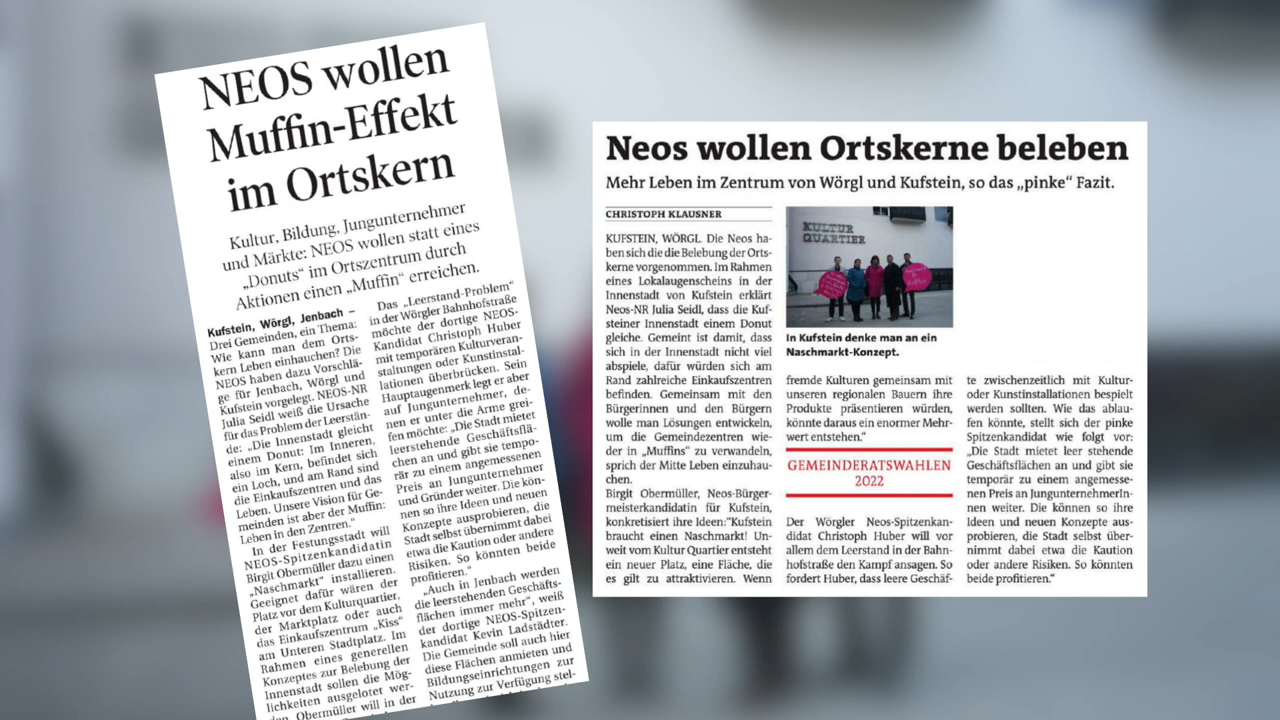 NEOS wollen
Muffin-Effekt
im Ortskern
Kultur, Bildung, Jungunternehmer
und Märkte: NEOS wollen statt eines
„Donuts“ im Ortszentrum durch
Aktionen einen „Muffin“ erreichen.
Kufstein, Wörgl, Jenbach –
Drei Gemeinden, ein Thema:
Wie kann man dem Orts-
kern Leben einhauchen? Die
NEOS haben dazu Vorschlä-
ge für Jenbach, Wörgl und
Kufstein vorgelegt. NEOS-NR
Julia Seidl weiß die Ursache
für das Problem der Leerstän-
de: „Die Innenstadt gleicht
einem Donut: Im Inneren,
also im Kern, befindet sich
ein Loch, und am Rand sind
die Einkaufszentren und das
Leben. Unsere Vision für Ge-
meinden ist aber der Muffin:
Leben in den Zentren.“
In der Festungsstadt will
NEOS-Spitzenkandidatin
Birgit Obermüller dazu einen
„Naschmarkt“ installieren.
Geeignet dafür wären der
Platz vor dem Kulturquartier,
der Marktplatz oder auch
das Einkaufszentrum „Kiss“
am Unteren Stadtplatz. Im
Rahmen eines generellen
Konzeptes zur Belebung der
Innenstadt sollen die Mög-
lichkeiten ausgelotet wer-
den. Obermüller will in der
Das „Leerstand-Problem“
in der Wörgler Bahnhofstraße
möchte der dortige NEOS-
Kandidat Christoph Huber
mit temporären Kulturveran-
staltungen oder Kunstinstal-
lationen überbrücken. Sein
Hauptaugenmerk legt er aber
auf Jungunternehmer, de-
nen er unter die Arme grei-
fen möchte: „Die Stadt mietet
leerstehende Geschäftsflä-
chen an und gibt sie tempo-
rär zu einem angemessenen
Preis an Jungunternehmer
und Gründer weiter. Die kön-
nen so ihre Ideen und neuen
Konzepte ausprobieren, die
Stadt selbst übernimmt dabei
etwa die Kaution oder andere
Risiken. So könnten beide
profitieren.“
„Auch in Jenbach werden
die leerstehenden Geschäfts-
flächen immer mehr“, weiß
der dortige NEOS-Spitzen-
kandidat Kevin Ladstätter.
Die Gemeinde soll auch hier
diese Flächen anmieten und
Bildungseinrichtungen zur
Nutzung zur Verfügung stel-
Neos wollen Ortskerne beleben
Mehr Leben im Zentrum von Wörgl und Kufstein, so das „pinke“ Fazit.
CHRISTOPH KLAUSNER
KUFSTEIN, WÖRGL. Die Neos ha-
ben sich die die Belebung der Orts-
kerne vorgenommen. Im Rahmen
eines Lokalaugenscheins in der
Innenstadt von Kufstein erklärt
Neos-NR Julia Seidl, dass die Kuf-
steiner Innenstadt einem Donut
gleiche. Gemeint ist damit, dass
sich in der Innenstadt nicht viel
abspiele, dafür würden sich am
Rand zahlreiche Einkaufszentren
befinden. Gemeinsam mit den
Bürgerinnen und den Bürgern
wolle man Lösungen entwickeln,
um die Gemeindezentren wie-
der in „Muffins“ zu verwandeln,
sprich der Mitte Leben einzuhau-
chen.
Birgit Obermüller, Neos-Bürger-
meisterkandidatin für Kufstein,
konkretisiert ihre Ideen:"Kufstein
braucht einen Naschmarkt! Un-
weit vom Kultur Quartier entsteht
ein neuer Platz, eine Fläche, die
es gilt zu attraktivieren. Wenn
KULTUR
QUARTIER
In Kufstein denke man an ein
Naschmarkt-Konzept.
fremde Kulturen gemeinsam mit
unseren regionalen Bauern ihre
Produkte präsentieren würden,
könnte daraus ein enormer Mehr-
wert entstehen.“
GEMEINDERATSWAHLEN
2022
Der Wörgler Neos-Spitzenkan-
didat Christoph Huber will vor
allem dem Leerstand in der Bahn-
hofstraße den Kampf ansagen. So
fordert Huber, dass leere Geschäf-
te zwischenzeitlich mit Kultur-
oder Kunstinstallationen bespielt
werden sollten. Wie das ablau-
fen könnte, stellt sich der pinke
Spitzenkandidat wie folgt vor:
„Die Stadt mietet leer stehende
Geschäftsflächen an und gibt sie
temporär zu einem angemesse-
nen Preis an JungunternehmerIn-
nen weiter. Die können so ihre
Ideen und neuen Konzepte aus-
probieren, die Stadt selbst über-
nimmt dabei etwa die Kaution
oder andere Risiken. So könnten
beide profitieren.“